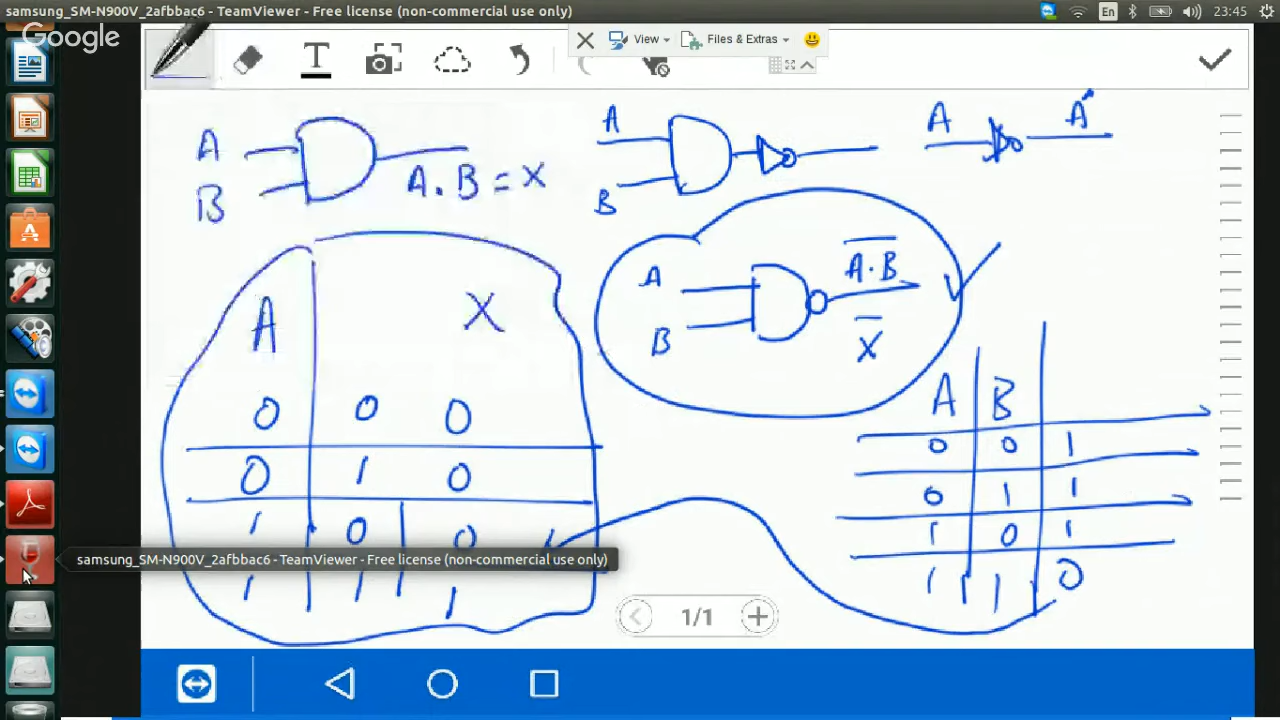 samsung_SM-N900V_2afbbac6 - TeamViewer - Free license (non-commercial use only)
En
23:45
Google
T
View
Files & Extras
A
B
A.B = X
A
B
A
A'
A
B
A̅.̅B̅
X̅
A X
0 0 0
0 1 0
1 0 0
1 1 1
A B
0 0 1
0 1 1
1 0 1
1 1 0
samsung_SM-N900V_2afbbac6 - TeamViewer - Free license (non-commercial use only)
1/1